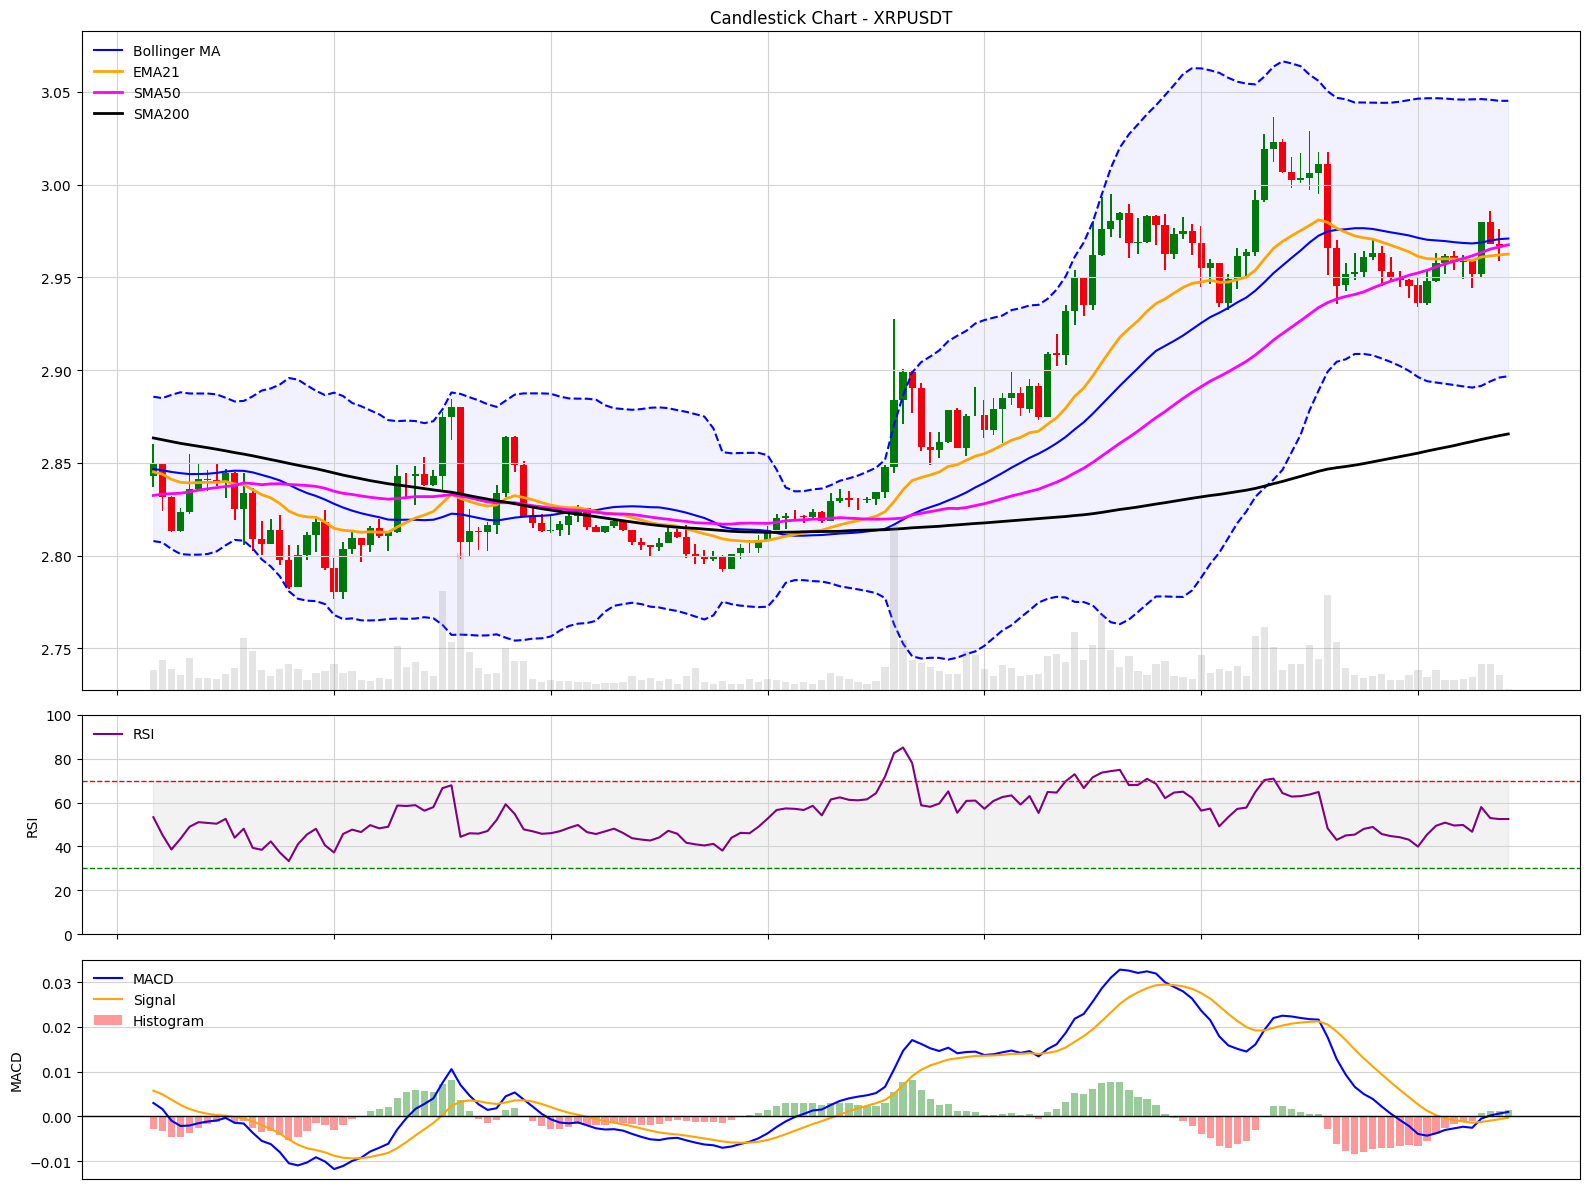 Candlestick Chart - XRPUSDT
Bollinger MA
EMA21
SMA50
SMA200
3.05
3.00
2.95
2.90
2.85
2.80
2.75
RSI
100
80
60
40
20
0
RSI
MACD
Signal
Histogram
0.03
0.02
0.01
0.00
−0.01
MACD